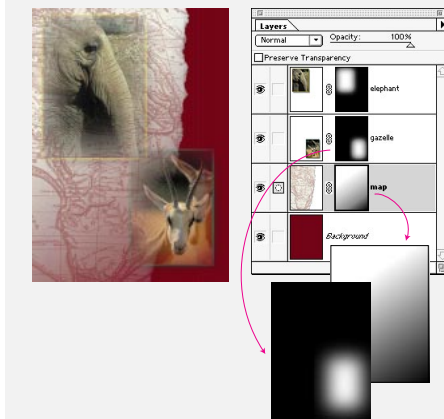 Layers
Normal Opacity: 100%
Preserve Transparency
elephant
gazelle
map
Background